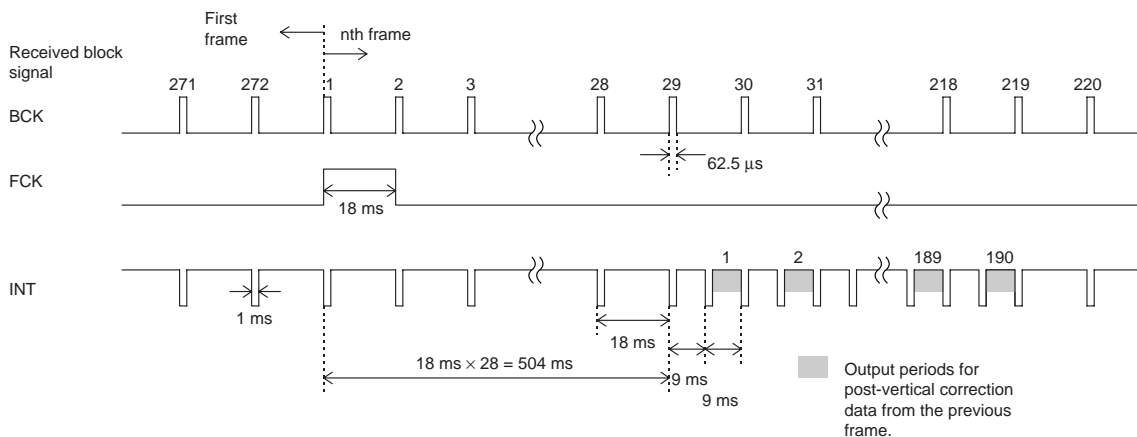 First
frame
nth frame
Received block
signal
271 272 1 2 3 28 29 30 31 218 219 220
BCK
62.5 µs
FCK
18 ms
1 2 189 190
INT
1 ms
18 ms
18 ms × 28 = 504 ms
9 ms
9 ms
Output periods for
post-vertical correction
data from the previous
frame.